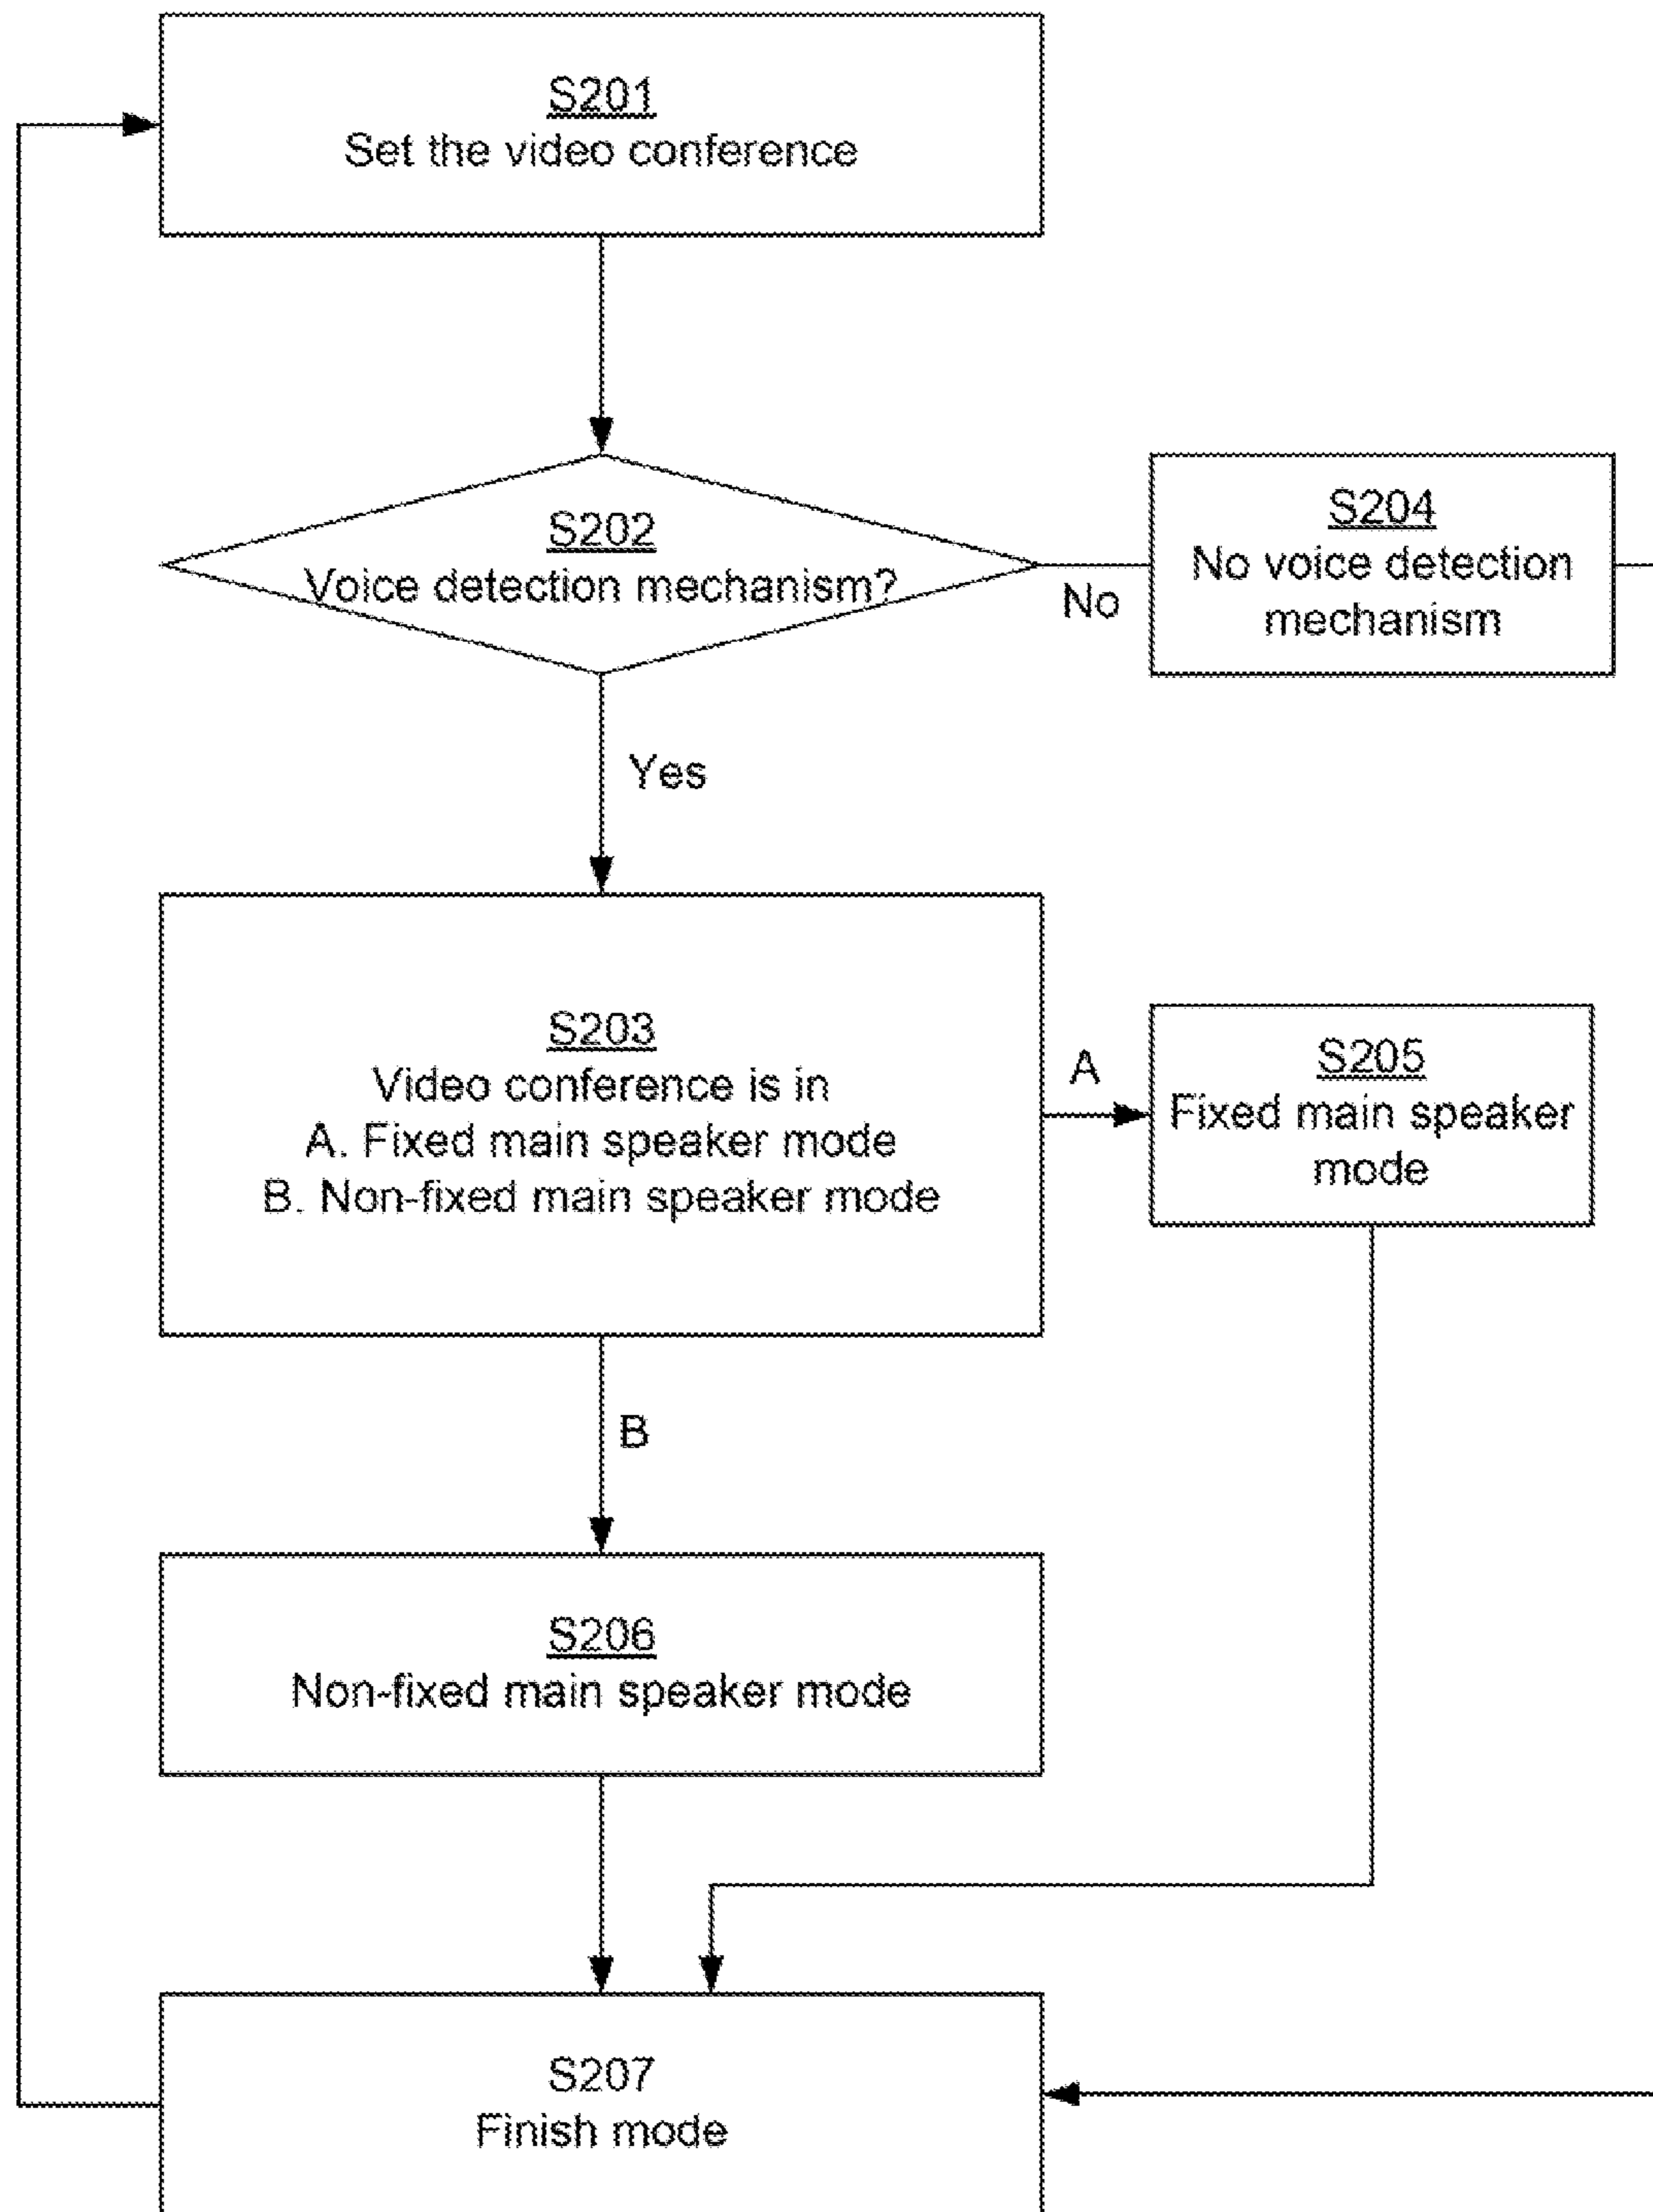 S201
Set the video conference
S202
Voice detection mechanism?
No
S204
No voice detection
mechanism
Yes
S203
Video conference is in
A. Fixed main speaker mode
B. Non-fixed main speaker mode
A
S205
Fixed main speaker
mode
B
S206
Non-fixed main speaker mode
S207
Finish mode